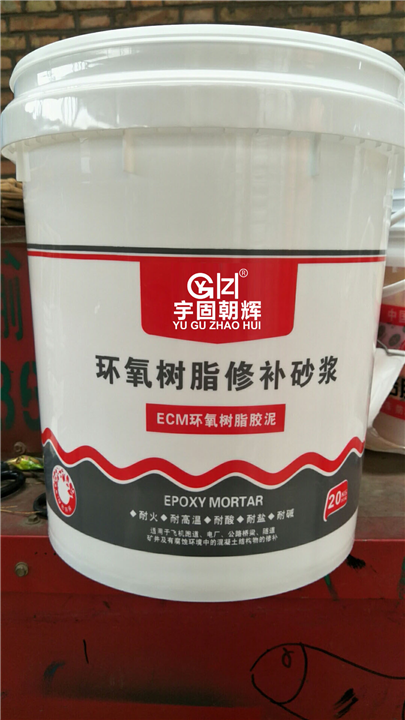 YGZH®
宇固朝辉
YU GU ZHAO HUI
环氧树脂修补砂浆
ECM环氧树脂胶泥
EPOXY MORTAR
◆耐火◆耐高温◆耐酸◆耐盐◆耐碱
适用于飞机跑道、电厂、公路桥梁、隧道
矿井及有腐蚀环境中的混凝土结构物的修补
20
中国